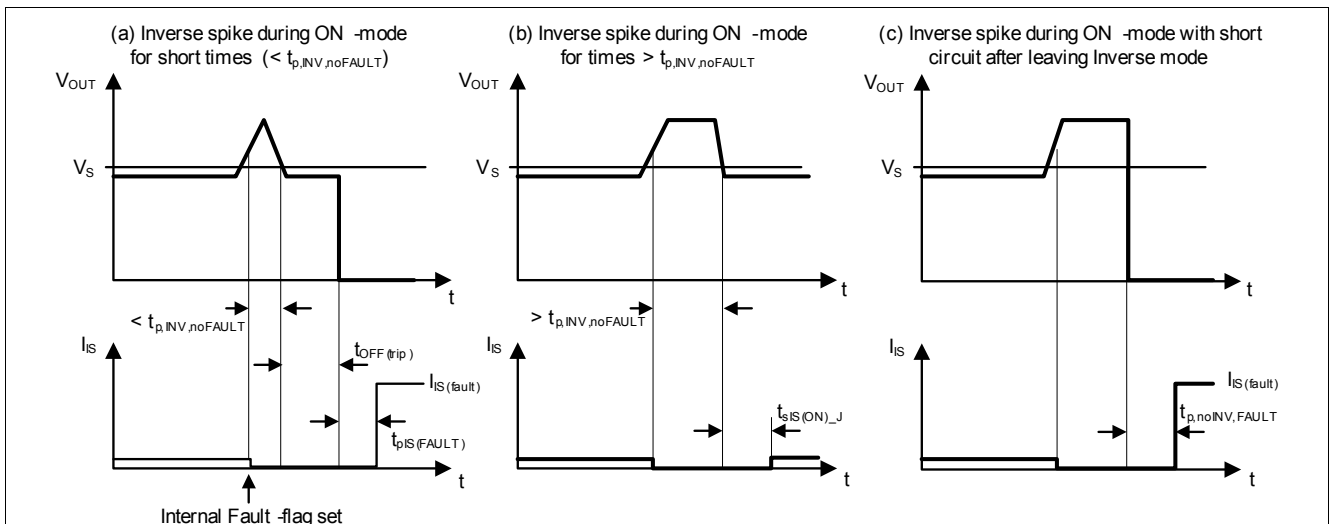 (a) Inverse spike during ON -mode
for short times (< tp,INV,noFAULT)
VOUT
VS
t
< tp,INV,noFAULT
IIS
tOFF(trip)
IIS(fault)
tpIS(FAULT)
t
Internal Fault -flag set
(b) Inverse spike during ON -mode
for times > tp,INV,noFAULT
VOUT
VS
t
> tp,INV,noFAULT
IIS
tsIS(ON)_J
t
(c) Inverse spike during ON -mode with short
circuit after leaving Inverse mode
VOUT
VS
t
IIS
IIS(fault)
tp,noINV,FAULT
t